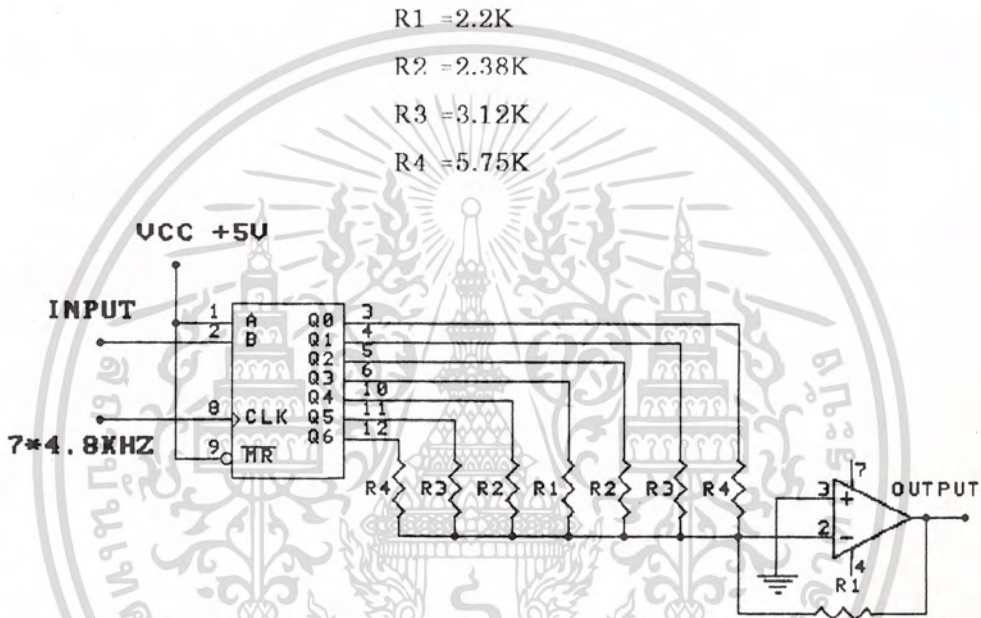 R1 =2.2K
R2 =2.38K
R3 =3.12K
R4 =5.75K
VCC +5V
INPUT
1 A Q0 3
2 B Q1 4
Q2 5
Q3 6
Q4 10
8 CLK Q5 11
7*4.8KHZ Q6 12
9 MR
R4 R3 R2 R1 R2 R3 R4
7
3 + OUTPUT
2 -
4
R1